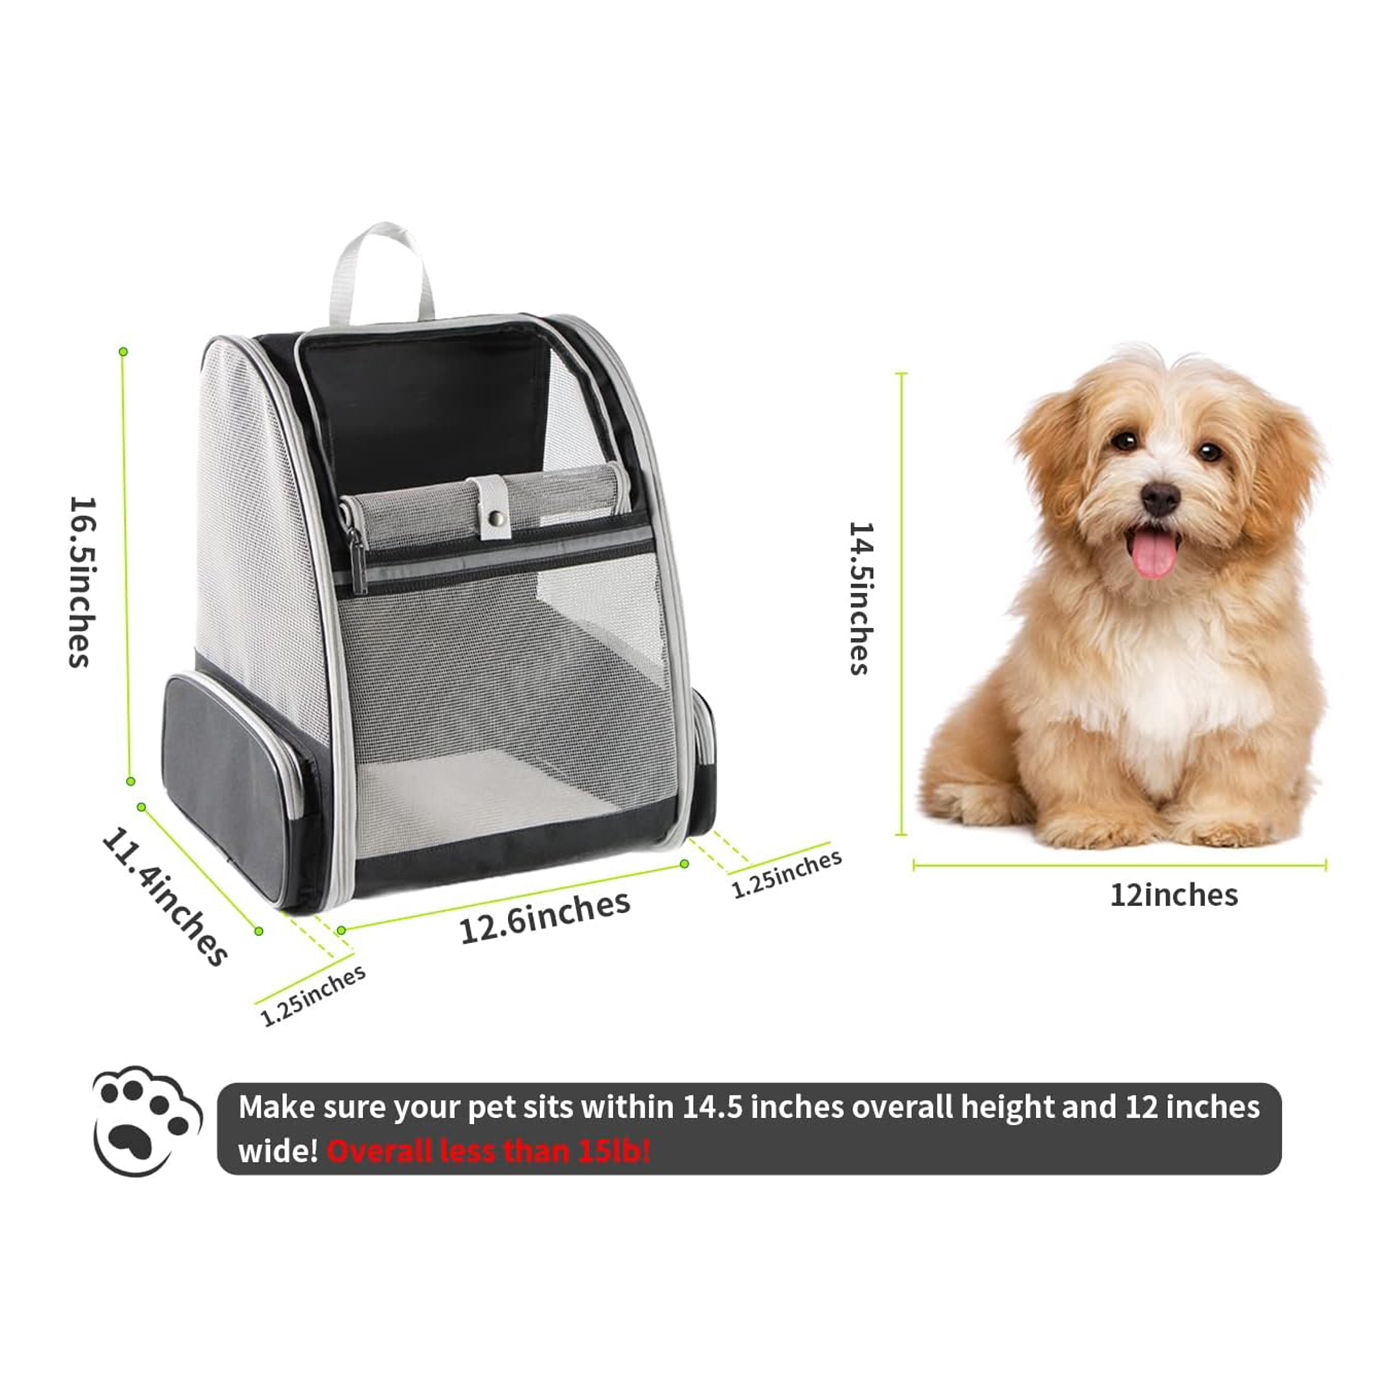 16.5inches
11.4inches
1.25inches
12.6inches
1.25inches
14.5inches
12inches
Make sure your pet sits within 14.5 inches overall height and 12 inches
wide! Overall less than 15lb!